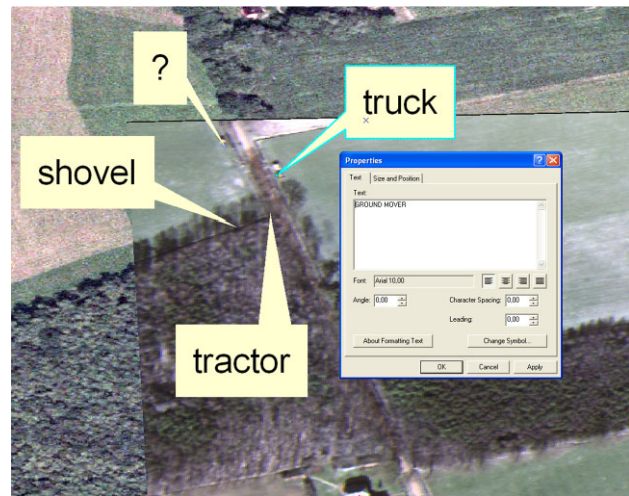 ?
truck
shovel
tractor
Properties
Text
Size and Position
Text:
GROUND MOVER
Font:
Arial 10,00
Angle:
0,00
Character Spacing:
0,00
Leading:
0,00
About Formatting Text
Change Symbol...
OK
Cancel
Apply